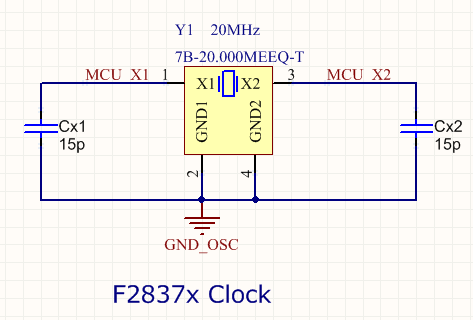 Y1 20MHz
7B-20.000MEEQ-T
MCU_X1 1
3 MCU_X2
X1 X2
GND1 GND2
Cx1
15p
Cx2
15p
2 4
GND_OSC
F2837x Clock